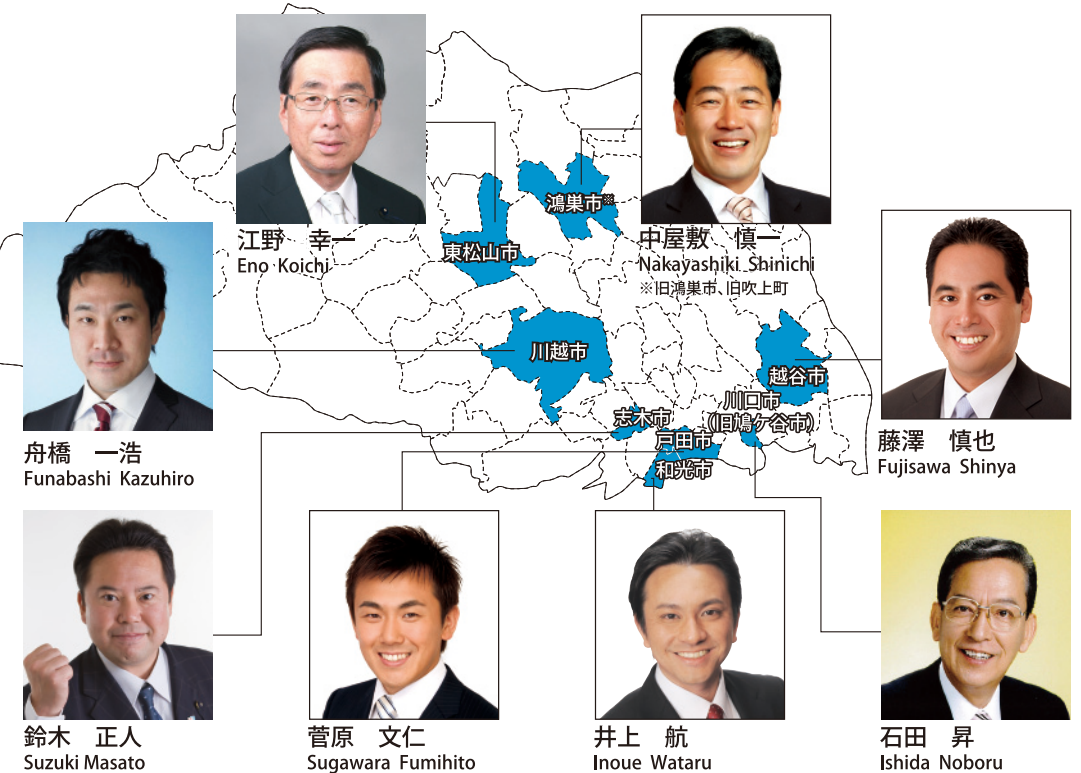 江野 幸一
Eno Koichi
中屋敷 慎一
Nakayashiki Shinichi
※旧鴻巣市、旧吹上町
鴻巣市※
東松山市
川越市
越谷市
川口市
（旧鳩ケ谷市）
志木市
戸田市
和光市
舟橋 一浩
Funabashi Kazuhiro
藤澤 慎也
Fujisawa Shinya
鈴木 正人
Suzuki Masato
菅原 文仁
Sugawara Fumihito
井上 航
Inoue Wataru
石田 昇
Ishida Noboru